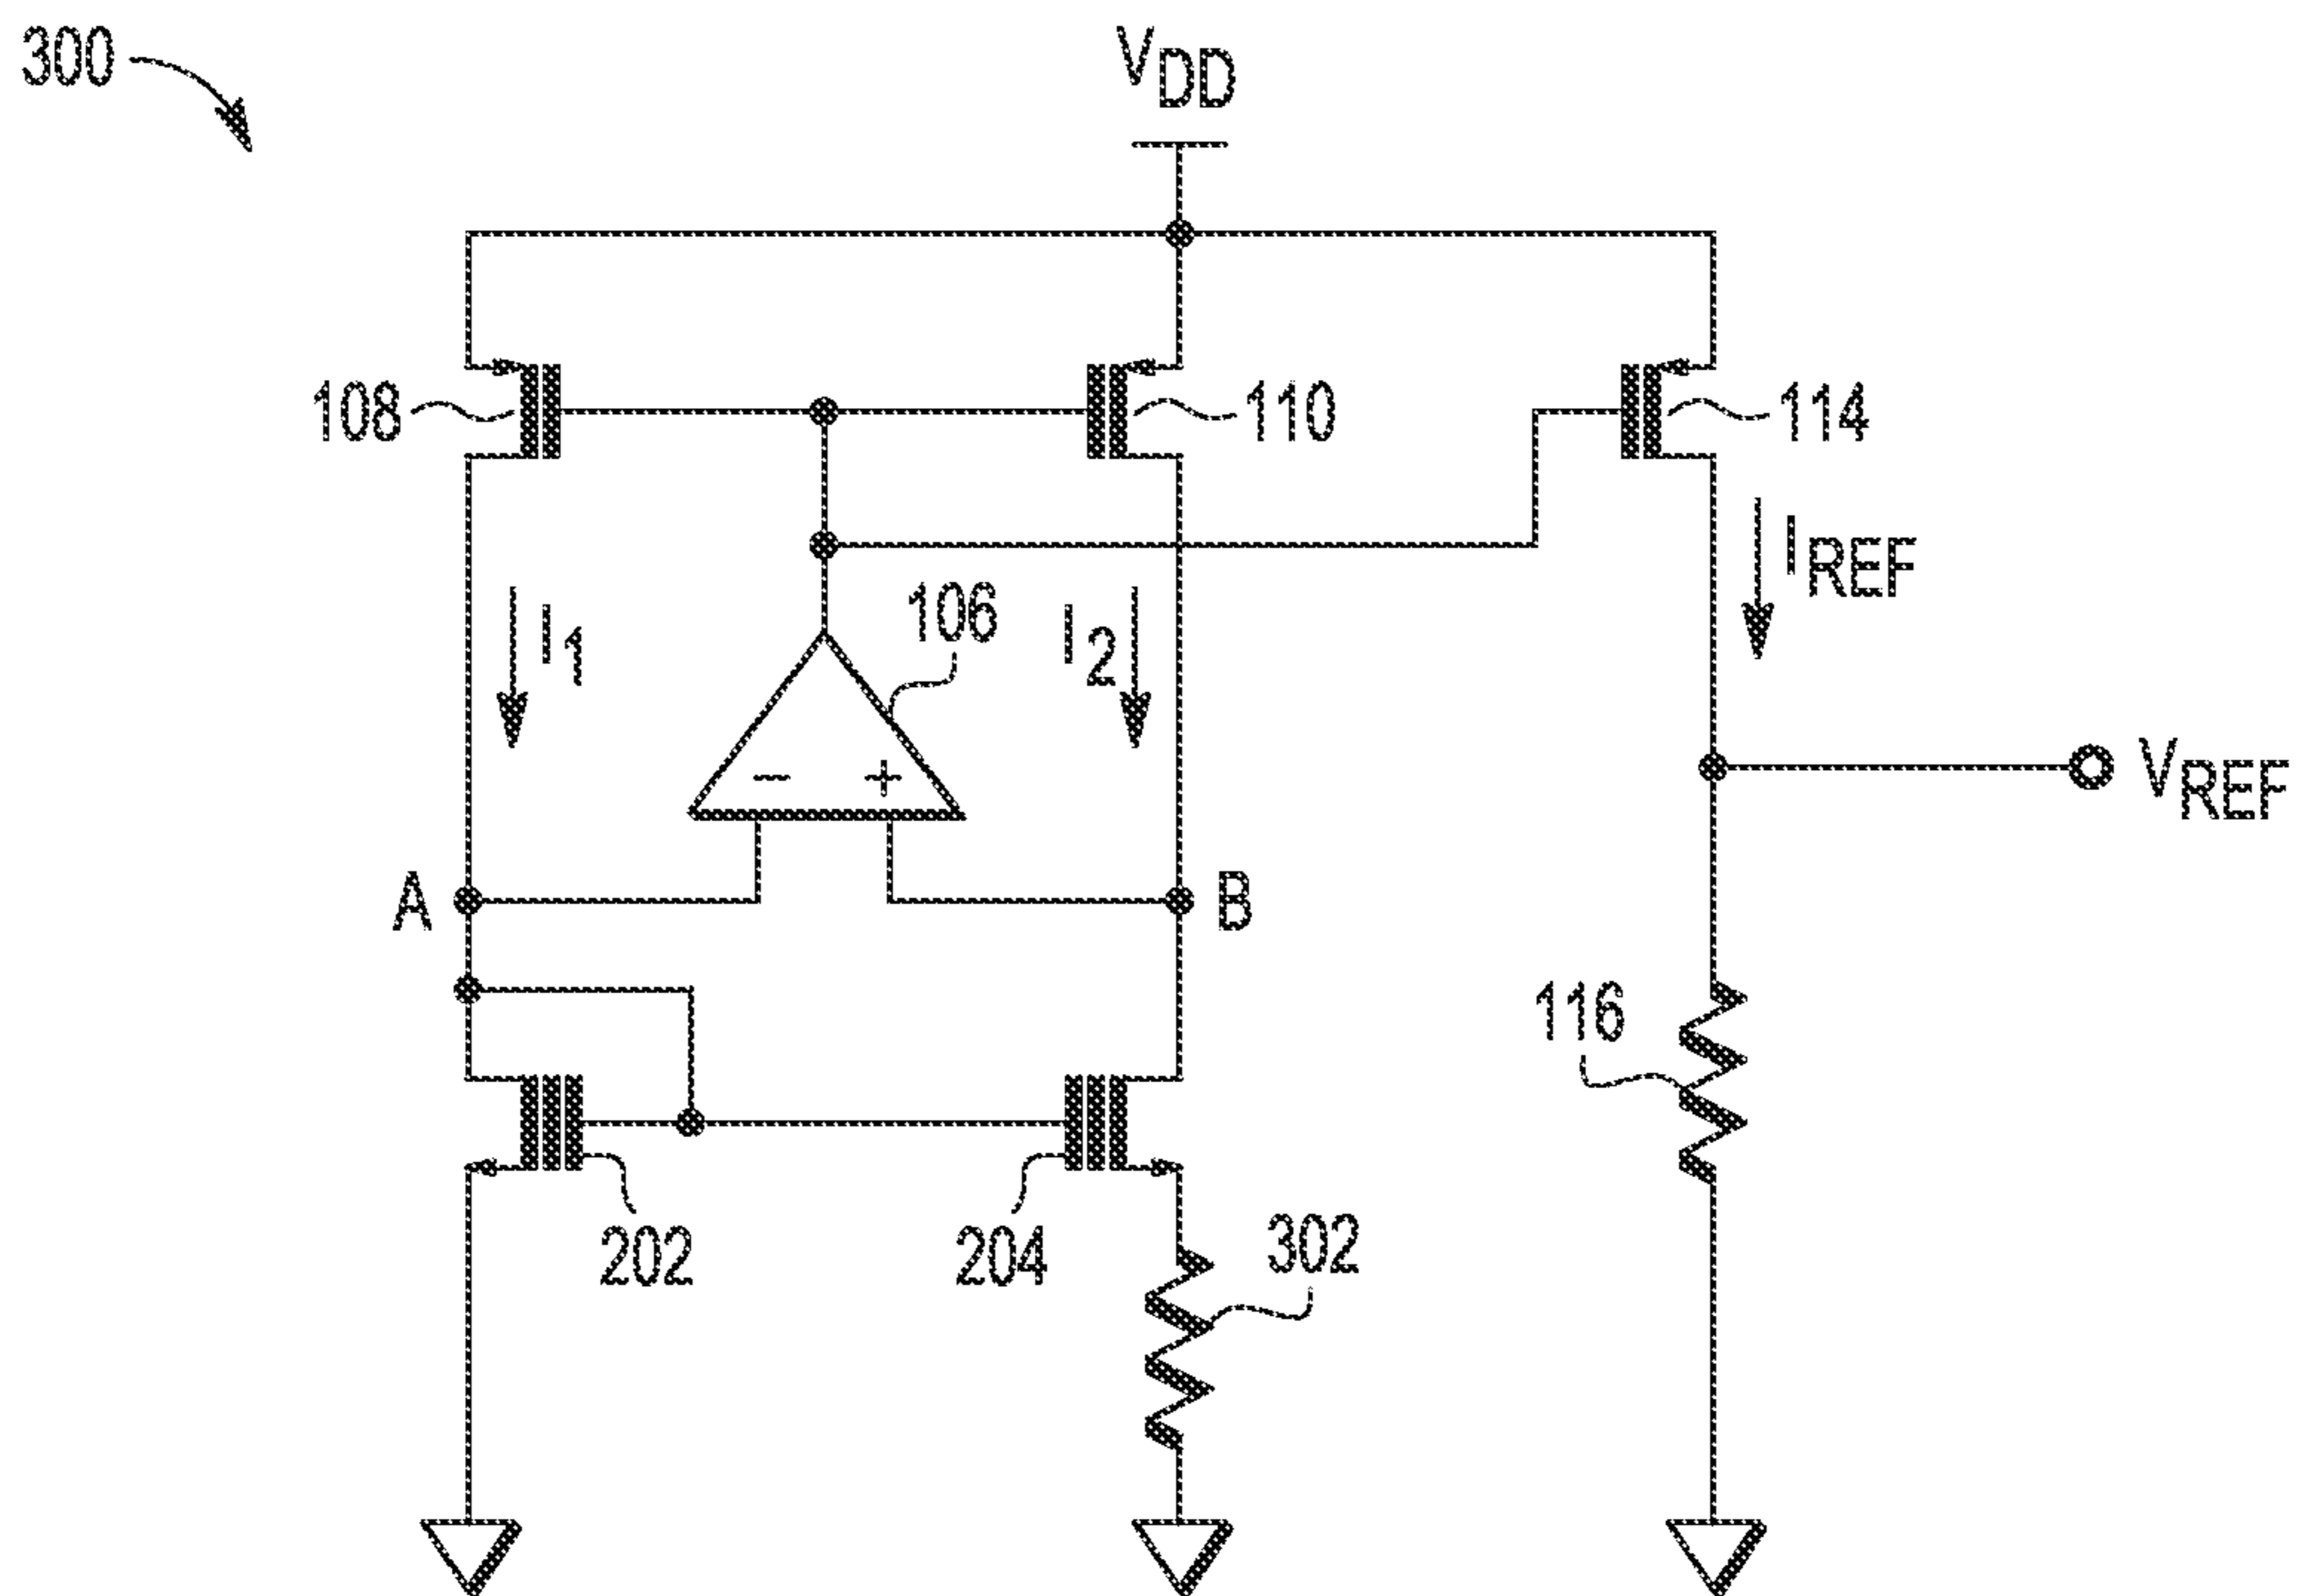 300
VDD
108
110
114
IREF
I1
106
I2
- +
VREF
A
B
116
202
204
302